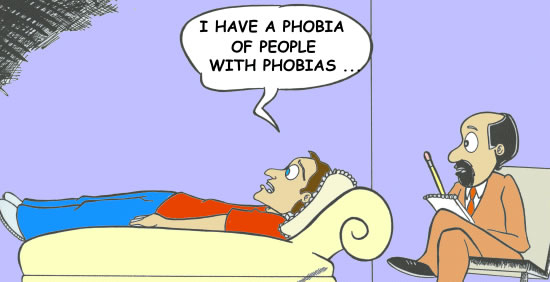 I HAVE A PHOBIA
OF PEOPLE
WITH PHOBIAS ...